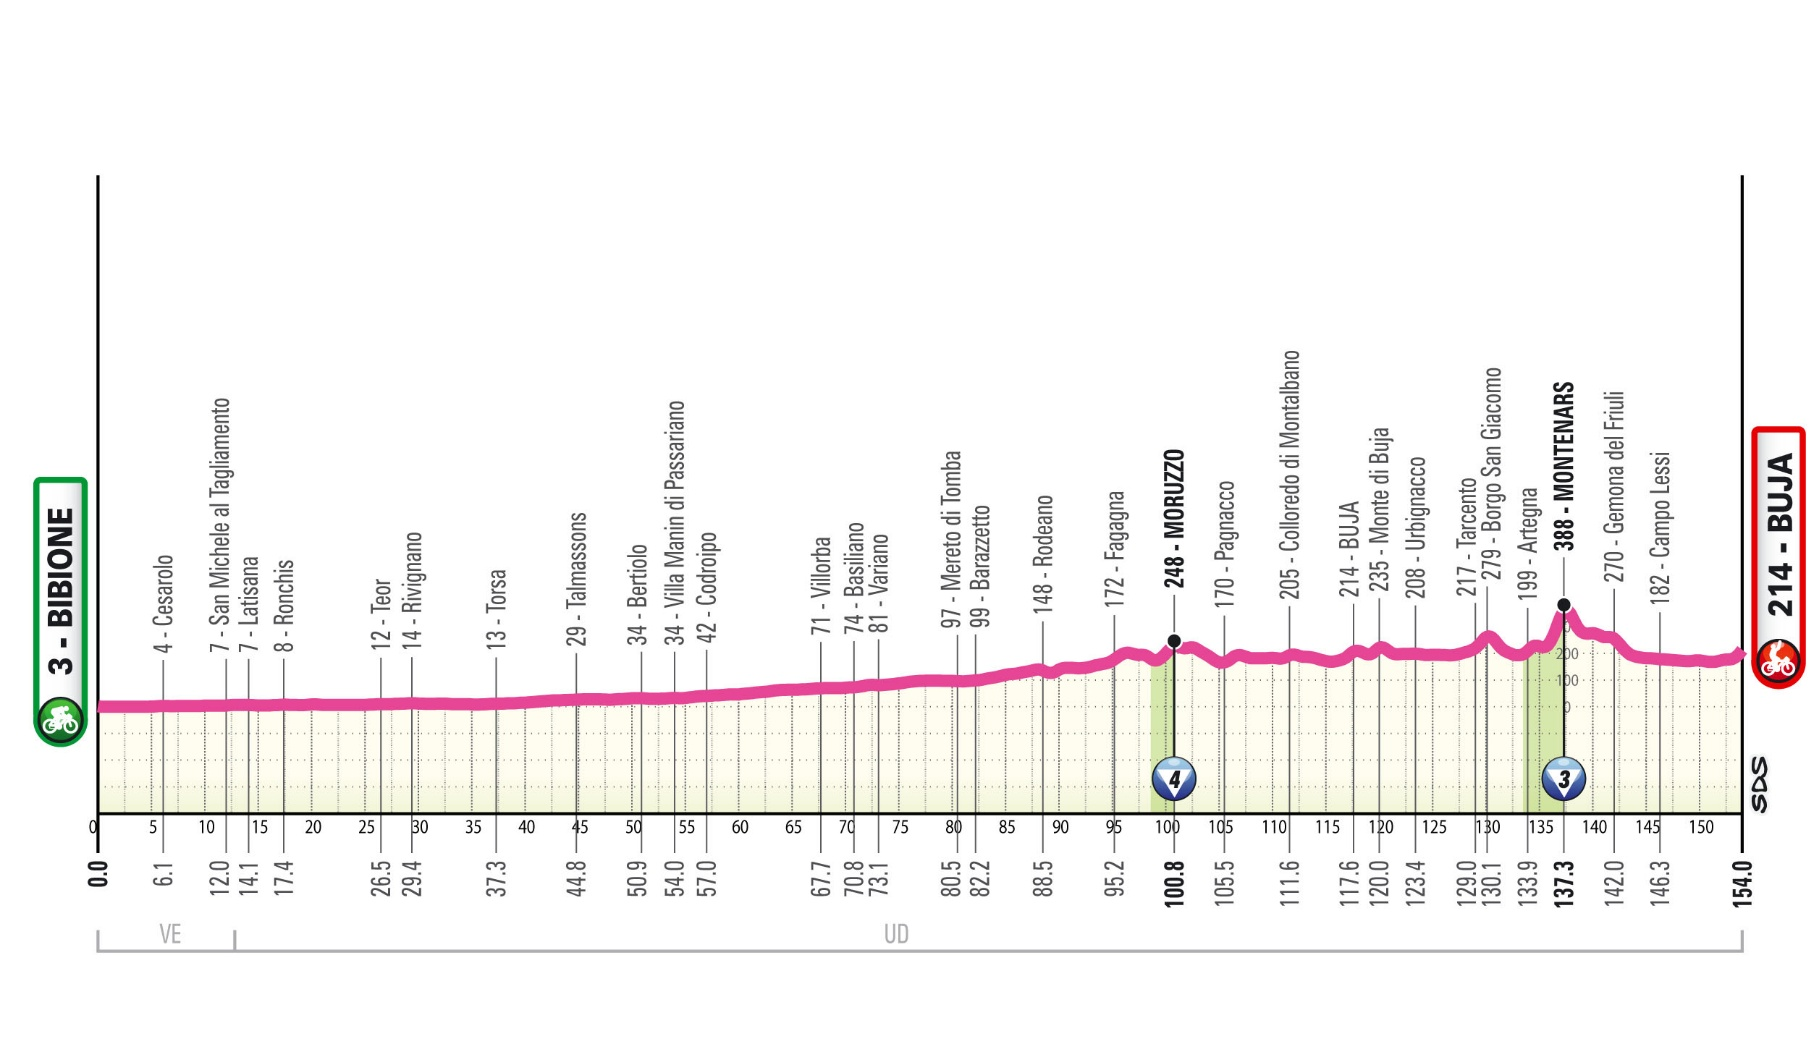 3 - BIBIONE
4 - Cesarolo
7 - San Michele al Tagliamento
7 - Latisana
8 - Ronchis
12 - Teor
14 - Rivignano
13 - Torsa
29 - Talmassons
34 - Bertiolo
34 - Villa Manin di Passariano
42 - Codroipo
71 - Villorba
74 - Basiliano
81 - Variano
97 - Mereto di Tomba
99 - Barazzetto
148 - Rodeano
172 - Fagagna
248 - MORUZZO
170 - Pagnacco
205 - Colloredo di Montalbano
214 - BUJA
235 - Monte di Buja
208 - Urbignacco
217 - Tarcento
279 - Borgo San Giacomo
199 - Artegna
388 - MONTENARS
270 - Gemona del Friuli
182 - Campo Lessi
214 - BUJA
200
100
0
4
3
SDS
0 5 10 15 20 25 30 35 40 45 50 55 60 65 70 75 80 85 90 95 100 105 110 115 120 125 130 135 140 145 150
0.0 6.1 12.0 14.1 17.4 26.5 29.4 37.3 44.8 50.9 54.0 57.0 67.7 70.8 73.1 80.5 82.2 88.5 95.2 100.8 105.5 111.6 117.6 120.0 123.4 129.0 130.1 133.9 137.3 142.0 146.3 154.0
VE UD